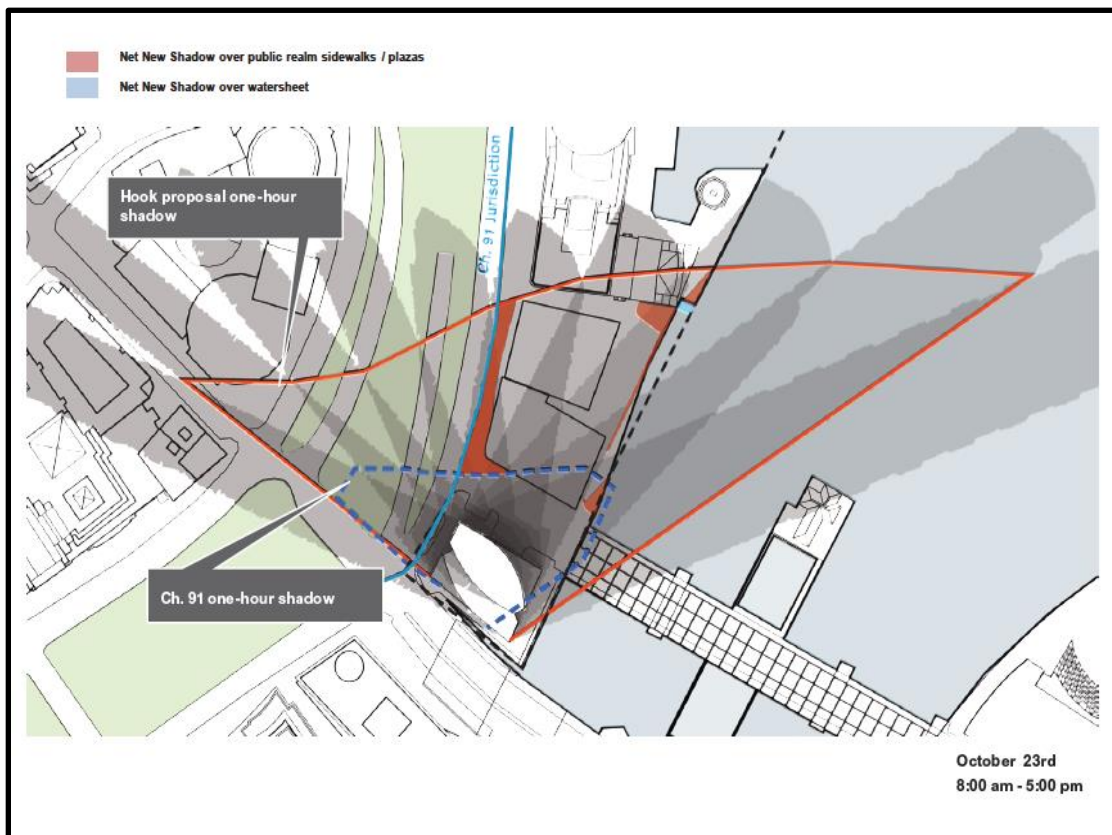 Net New Shadow over public realm sidewalks / plazas
Net New Shadow over watersheet
Ch. 91 Jurisdiction
Hook proposal one-hour
shadow
Ch. 91 one-hour shadow
October 23rd
8:00 am - 5:00 pm